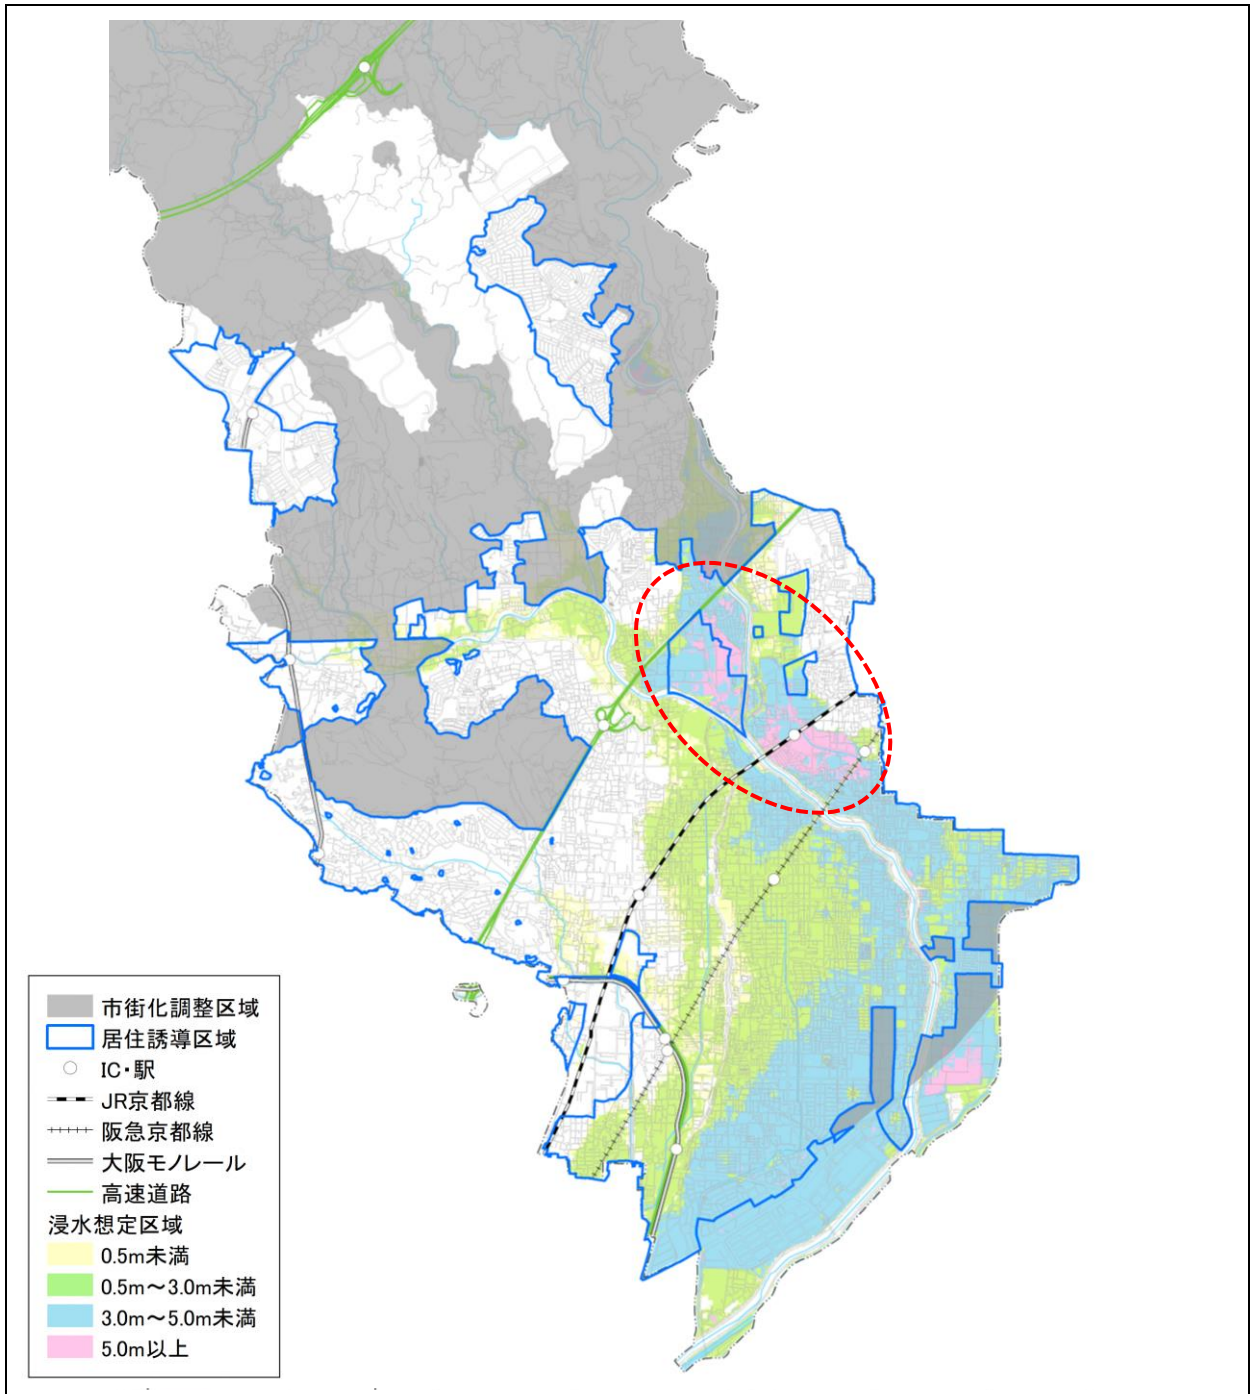 市街化調整区域
居住誘導区域
IC・駅
JR京都線
阪急京都線
大阪モノレール
高速道路
浸水想定区域
0.5m未満
0.5m～3.0m未満
3.0m～5.0m未満
5.0m以上